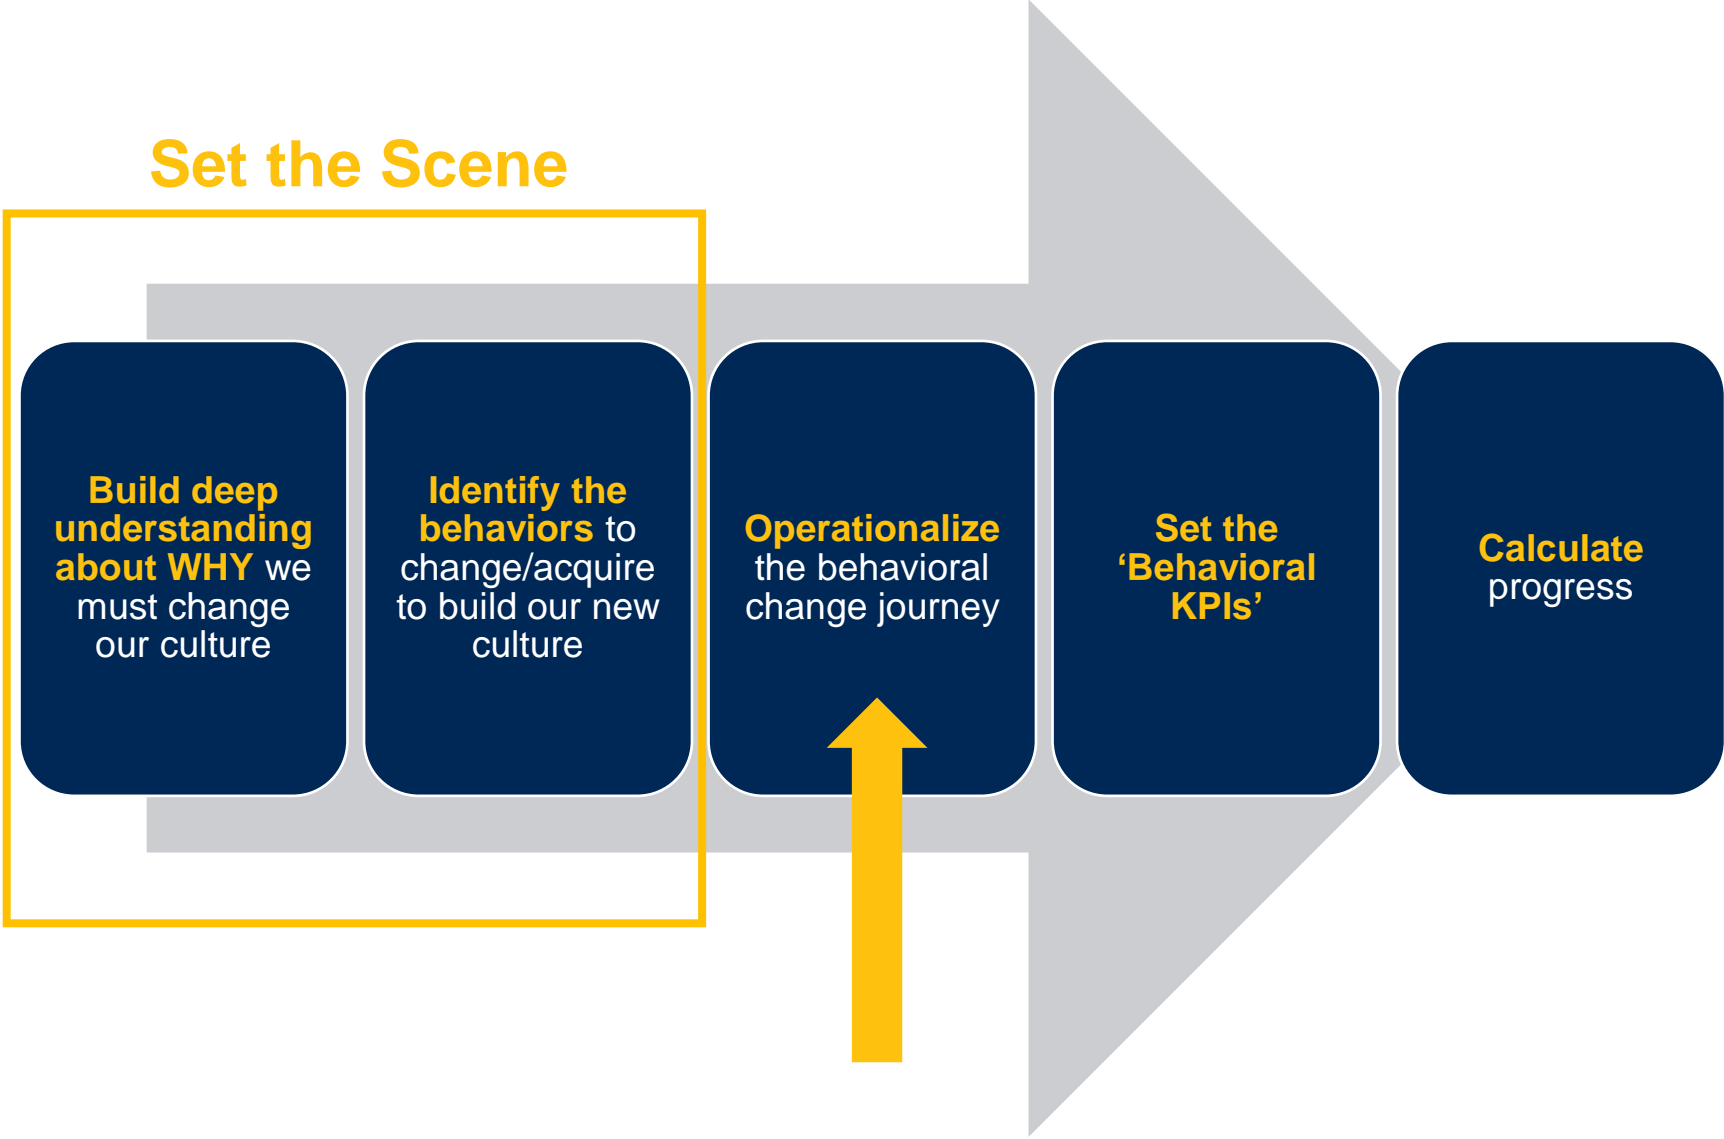 Set the Scene
Build deep
understanding
about WHY we
must change
our culture
Identify the
behaviors to
change/acquire
to build our new
culture
Operationalize
the behavioral
change journey
Set the
‘Behavioral
KPIs’
Calculate
progress